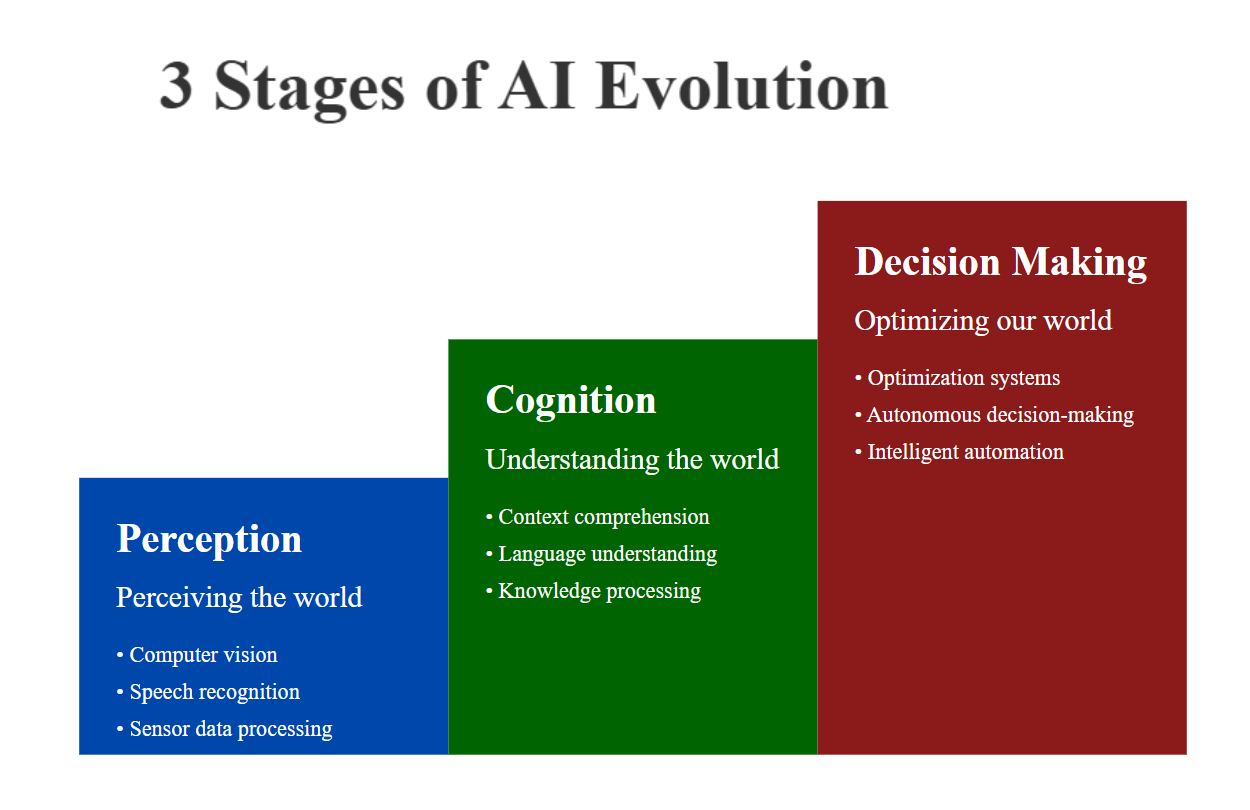 3 Stages of AI Evolution
Perception
Perceiving the world
• Computer vision
• Speech recognition
• Sensor data processing
Cognition
Understanding the world
• Context comprehension
• Language understanding
• Knowledge processing
Decision Making
Optimizing our world
• Optimization systems
• Autonomous decision-making
• Intelligent automation